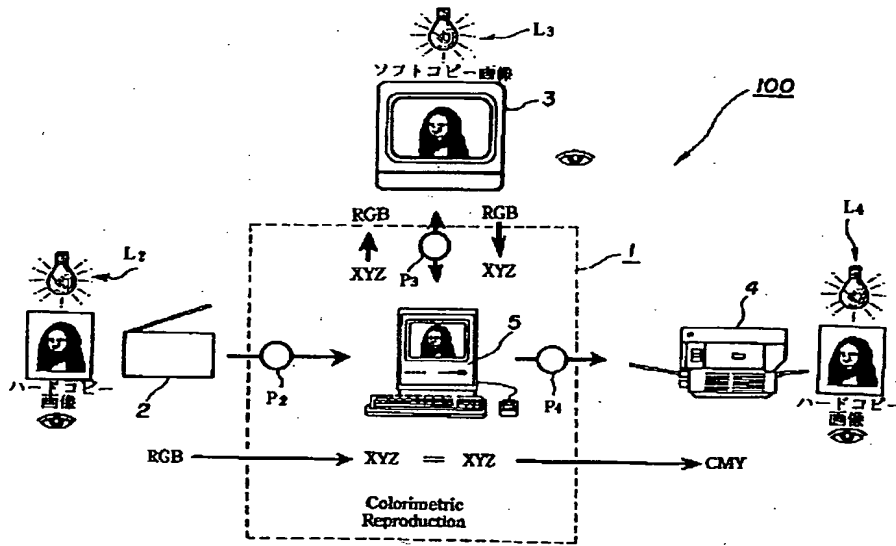 L3
ソフトコピー画像
3
100
RGB
RGB
P3
XYZ
XYZ
1
L2
L4
4
5
ハードコピー
画像
2
P2
P4
ハードコピー
画像
RGB
XYZ = XYZ
CMY
Colorimetric
Reproduction